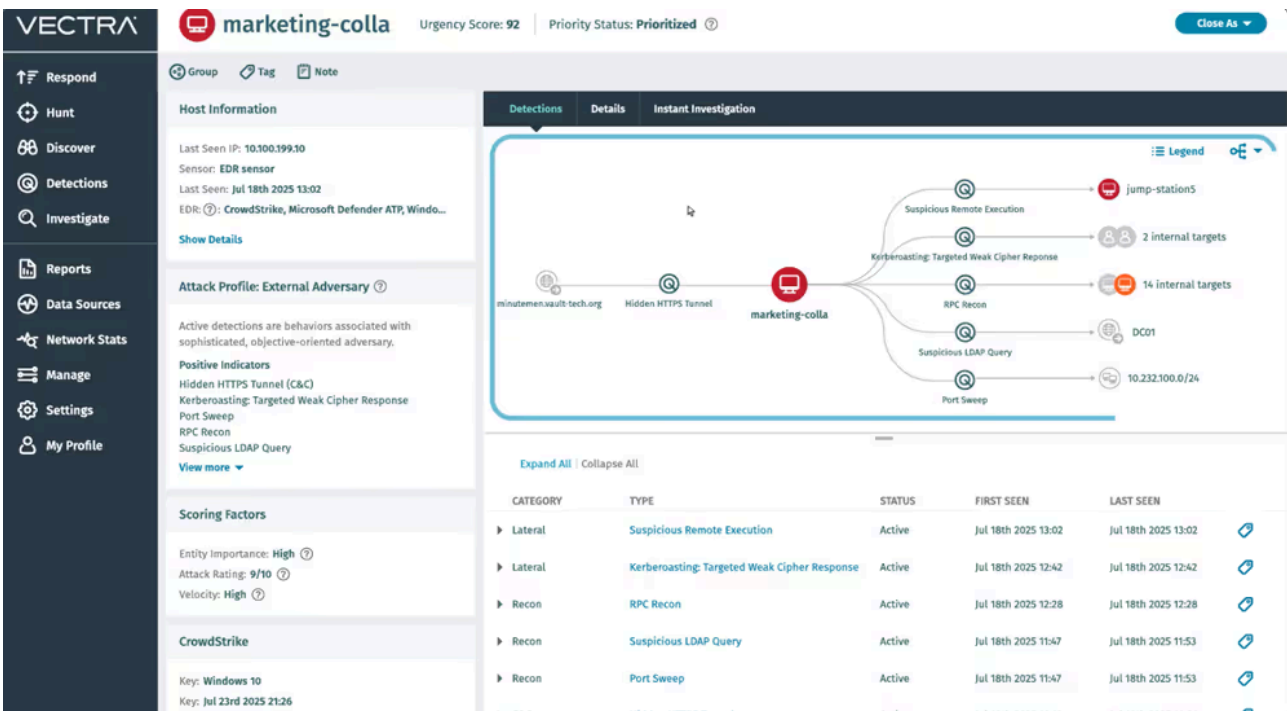 VECTRA
marketing-colla
Urgency Score: 92
Priority Status: Prioritized
Close As
Respond
Hunt
Discover
Detections
Investigate
Reports
Data Sources
Network Stats
Manage
Settings
My Profile
Group
Tag
Note
Host Information
Last Seen IP: 10.100.199.10
Sensor: EDR sensor
Last Seen: Jul 18th 2025 13:02
EDR: ?: CrowdStrike, Microsoft Defender ATP, Windo...
Show Details
Attack Profile: External Adversary
Active detections are behaviors associated with
sophisticated, objective-oriented adversary.
Positive Indicators
Hidden HTTPS Tunnel (C&C)
Kerberoasting: Targeted Weak Cipher Response
Port Sweep
RPC Recon
Suspicious LDAP Query
View more
Scoring Factors
Entity Importance: High
Attack Rating: 9/10
Velocity: High
CrowdStrike
Key: Windows 10
Key: Jul 23rd 2025 21:26
Detections
Details
Instant Investigation
Legend
minutemen.vault-tech.org
Hidden HTTPS Tunnel
marketing-colla
Suspicious Remote Execution
jump-station5
Kerberoasting: Targeted Weak Cipher Reponse
2 internal targets
RPC Recon
14 internal targets
Suspicious LDAP Query
DC01
Port Sweep
10.232.100.0/24
Expand All | Collapse All
CATEGORY TYPE STATUS FIRST SEEN LAST SEEN
Lateral Suspicious Remote Execution Active Jul 18th 2025 13:02 Jul 18th 2025 13:02
Lateral Kerberoasting: Targeted Weak Cipher Response Active Jul 18th 2025 12:42 Jul 18th 2025 12:42
Recon RPC Recon Active Jul 18th 2025 12:28 Jul 18th 2025 12:28
Recon Suspicious LDAP Query Active Jul 18th 2025 11:47 Jul 18th 2025 11:53
Recon Port Sweep Active Jul 18th 2025 11:47 Jul 18th 2025 11:53